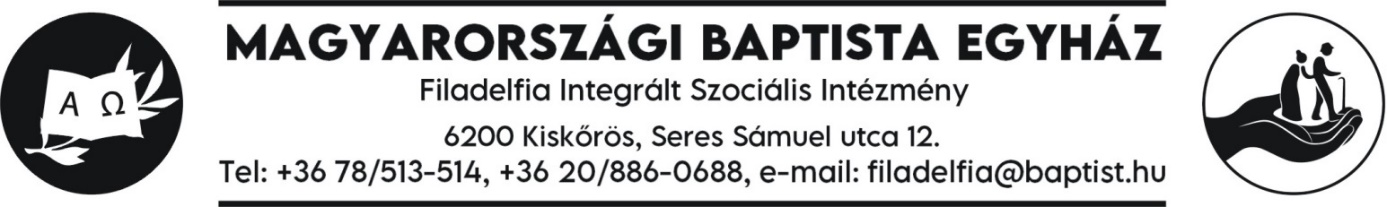 MAGYARORSZÁGI BAPTISTA EGYHÁZ
Filadelfia Integrált Szociális Intézmény
6200 Kiskőrös, Seres Sámuel utca 12.
Tel: +36 78/513-514, +36 20/886-0688, e-mail: filadelfia@baptist.hu
Α Ω